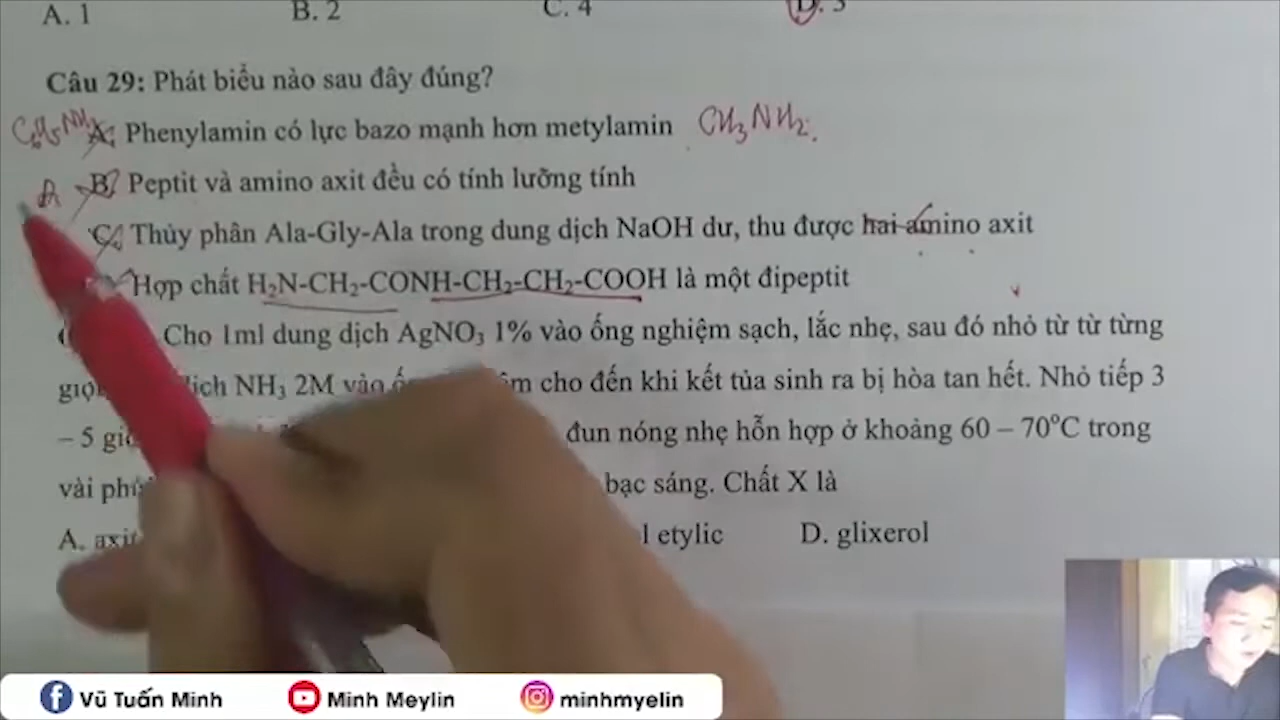 A. 1 B. 2 C. 4 D. 3
Câu 29: Phát biểu nào sau đây đúng?
C6H5NH2 A. Phenylamin có lực bazo mạnh hơn metylamin CH3NH2.
B. Peptit và amino axit đều có tính lưỡng tính
C. Thủy phân Ala-Gly-Ala trong dung dịch NaOH dư, thu được hai amino axit
Hợp chất H₂N-CH₂-CONH-CH₂-CH₂-COOH là một đipeptit
Cho 1ml dung dịch AgNO₃ 1% vào ống nghiệm sạch, lắc nhẹ, sau đó nhỏ từ từ từng
NH₃ 2M vào cho đến khi kết tủa sinh ra bị hòa tan hết. Nhỏ tiếp 3
– 5 đun nóng nhẹ hỗn hợp ở khoảng 60 – 70°C trong
vài bạc sáng. Chất X là
A. etylic D. glixerol
Vũ Tuấn Minh Minh Meylin minhmyelin